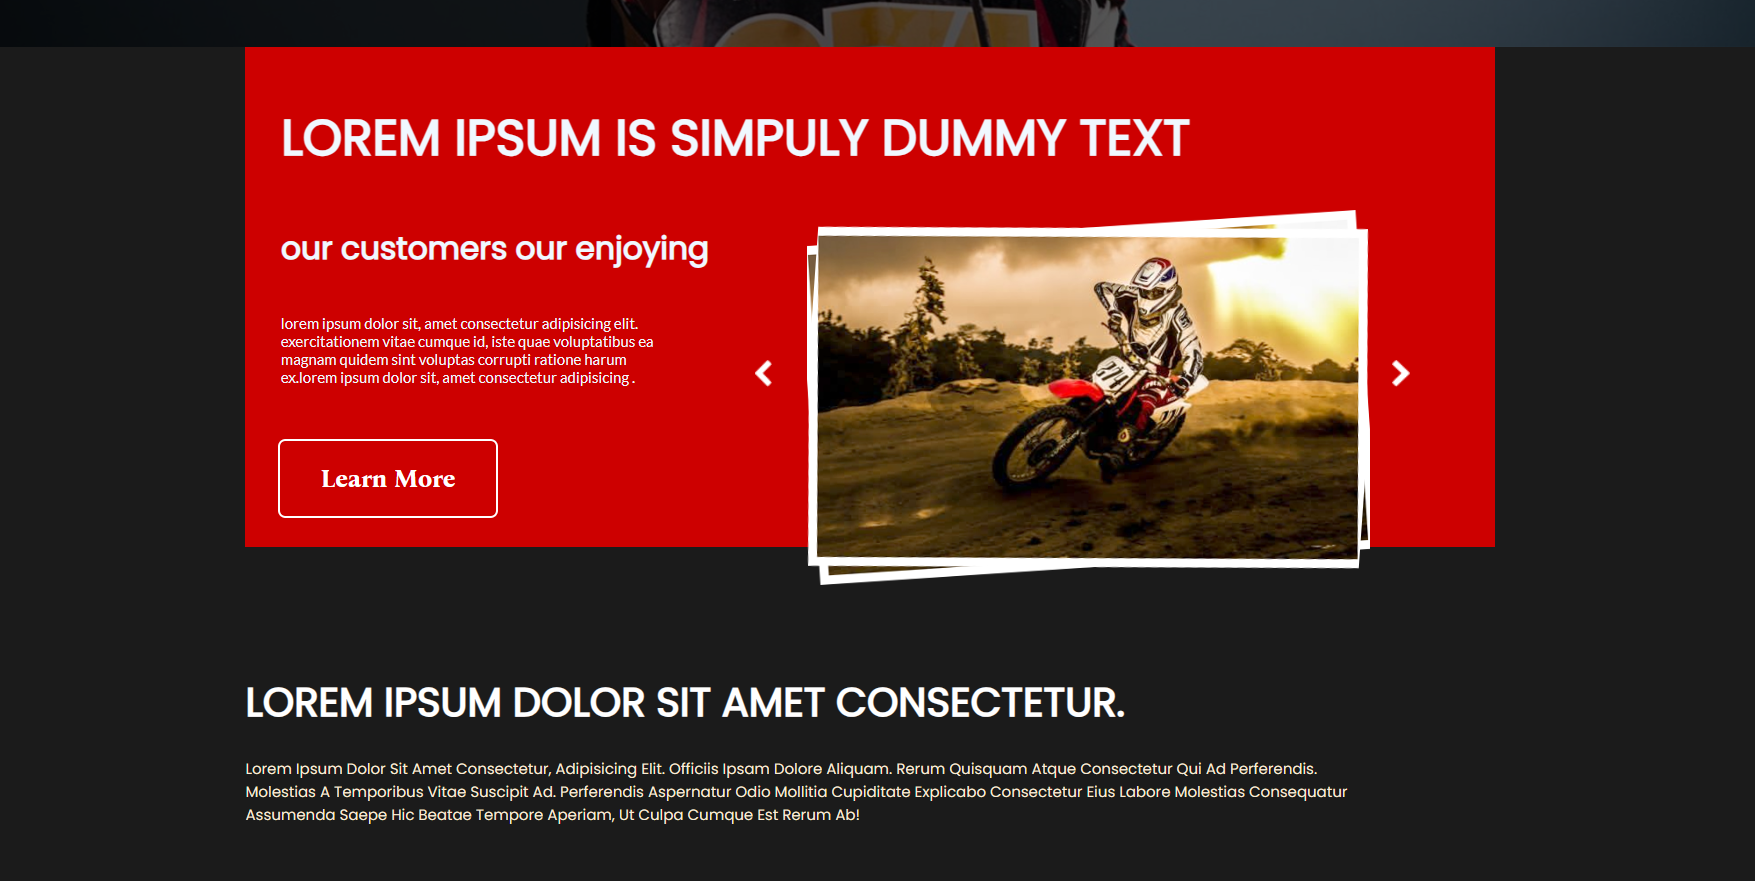 LOREM IPSUM IS SIMPULY DUMMY TEXT
our customers our enjoying
lorem ipsum dolor sit, amet consectetur adipisicing elit.
exercitationem vitae cumque id, iste quae voluptatibus ea
magnam quidem sint voluptas corrupti ratione harum
ex.lorem ipsum dolor sit, amet consectetur adipisicing .
Learn More
274
LOREM IPSUM DOLOR SIT AMET CONSECTETUR.
Lorem Ipsum Dolor Sit Amet Consectetur, Adipisicing Elit. Officiis Ipsam Dolore Aliquam. Rerum Quisquam Atque Consectetur Qui Ad Perferendis.
Molestias A Temporibus Vitae Suscipit Ad. Perferendis Aspernatur Odio Mollitia Cupiditate Explicabo Consectetur Eius Labore Molestias Consequatur
Assumenda Saepe Hic Beatae Tempore Aperiam, Ut Culpa Cumque Est Rerum Ab!